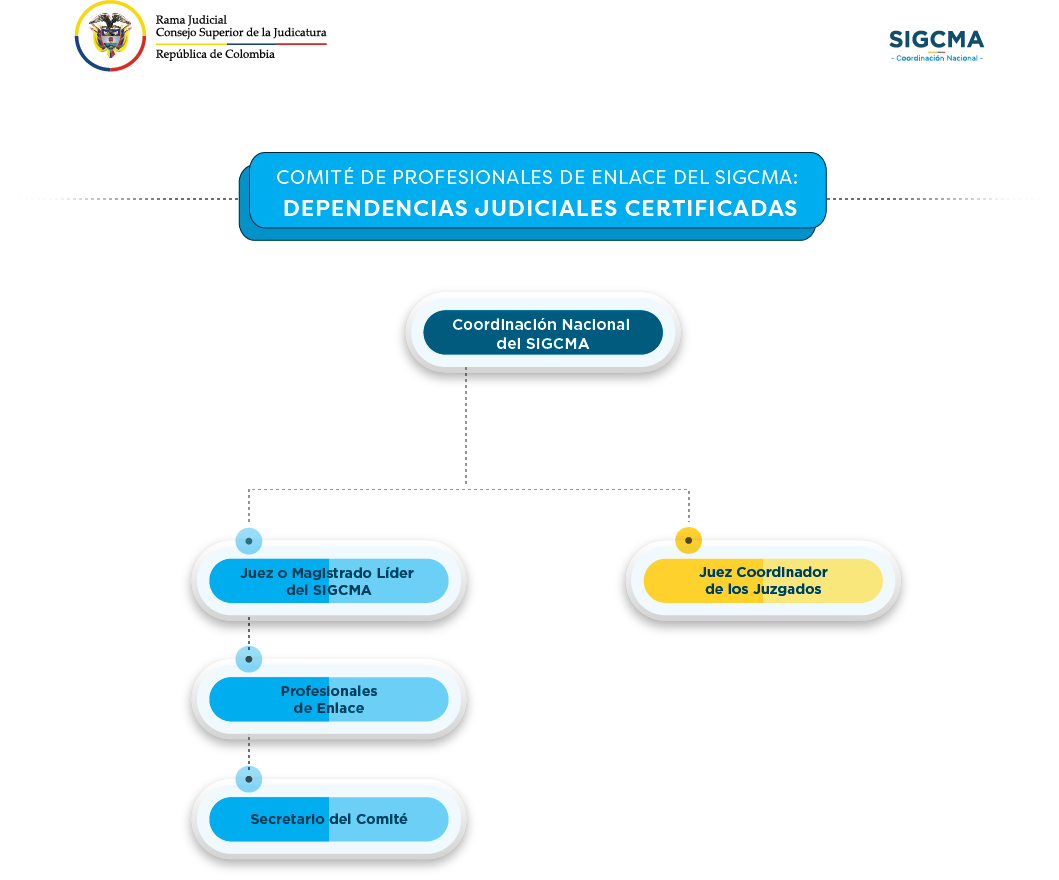 Rama Judicial
Consejo Superior de la Judicatura
República de Colombia
SIGCMA
- Coordinación Nacional -
COMITÉ DE PROFESIONALES DE ENLACE DEL SIGCMA:
DEPENDENCIAS JUDICIALES CERTIFICADAS
Coordinación Nacional
del SIGCMA
Juez o Magistrado Líder
del SIGCMA
Juez Coordinador
de los Juzgados
Profesionales
de Enlace
Secretario del Comité